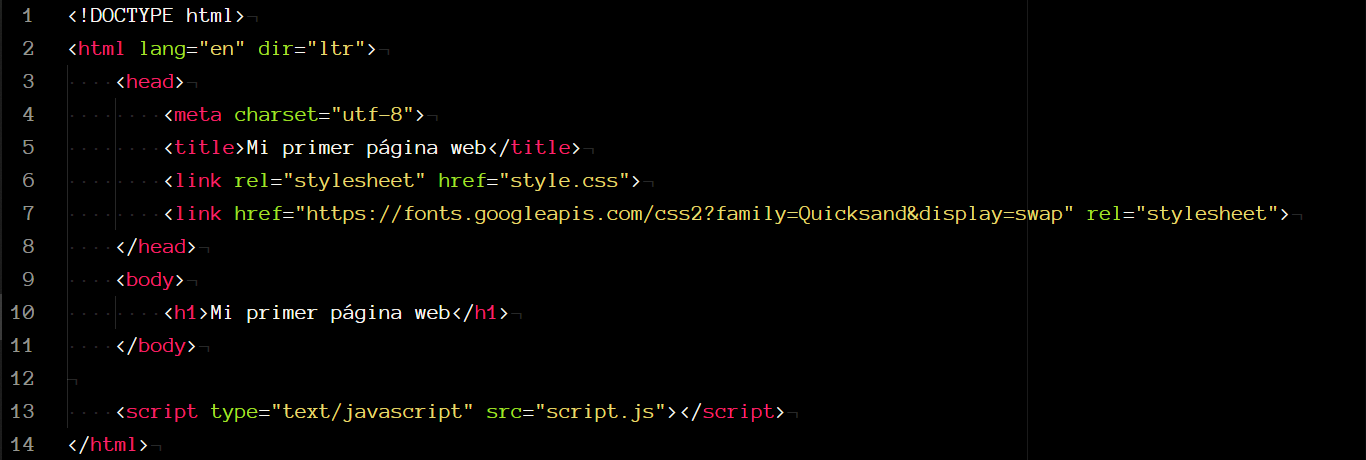 1 <!DOCTYPE html>
2 <html lang="en" dir="ltr">
3 <head>
4 <meta charset="utf-8">
5 <title>Mi primer página web</title>
6 <link rel="stylesheet" href="style.css">
7 <link href="https://fonts.googleapis.com/css2?family=Quicksand&display=swap" rel="stylesheet">
8 </head>
9 <body>
10 <h1>Mi primer página web</h1>
11 </body>
12
13 <script type="text/javascript" src="script.js"></script>
14 </html>